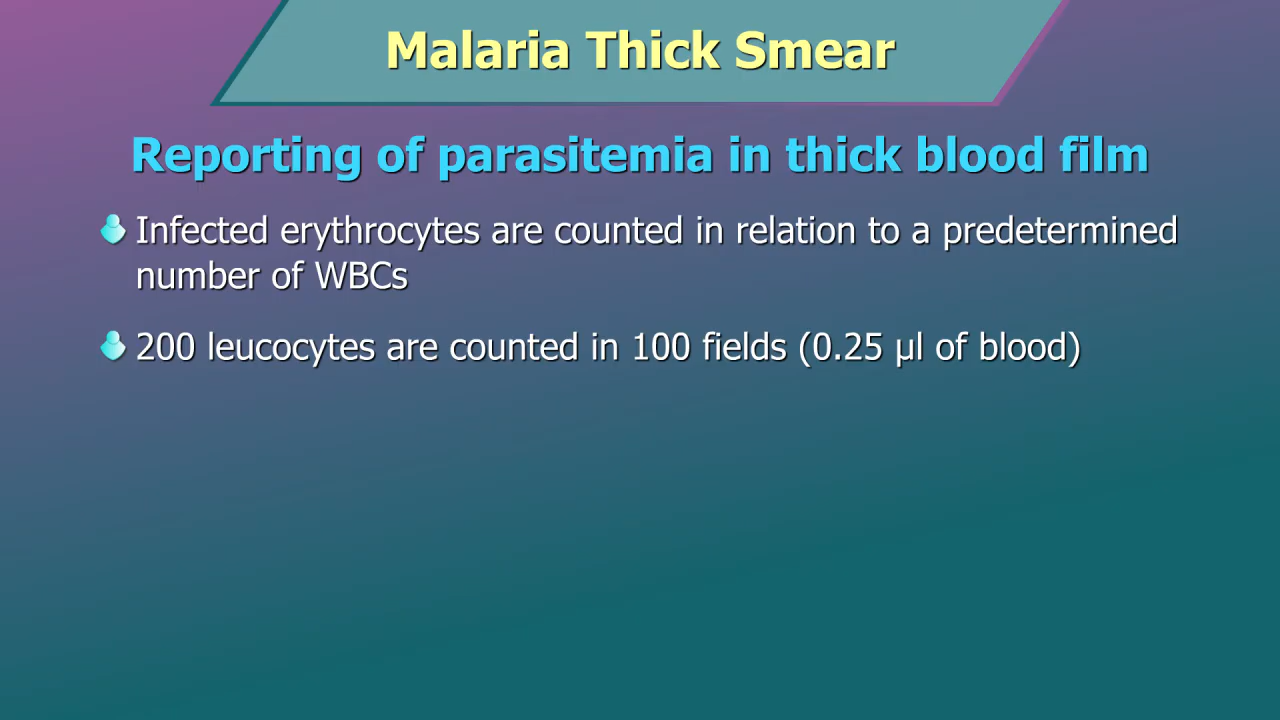 Malaria Thick Smear
Reporting of parasitemia in thick blood film
Infected erythrocytes are counted in relation to a predetermined
number of WBCs
200 leucocytes are counted in 100 fields (0.25 µl of blood)